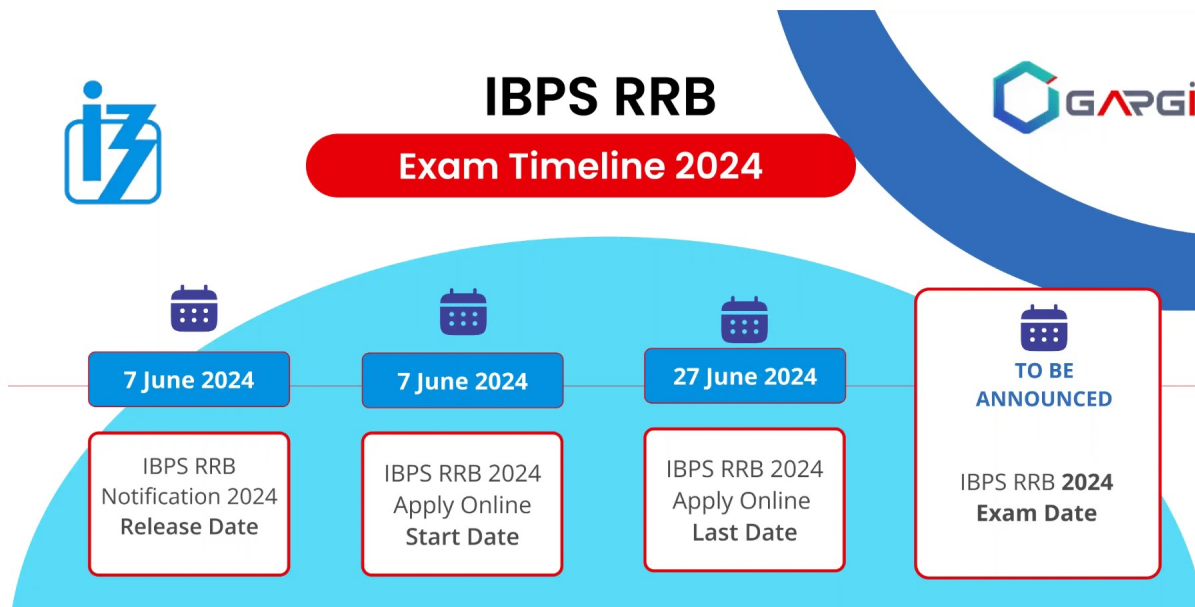 IBPS RRB
GARGI
Exam Timeline 2024
7 June 2024
IBPS RRB
Notification 2024
Release Date
7 June 2024
IBPS RRB 2024
Apply Online
Start Date
27 June 2024
IBPS RRB 2024
Apply Online
Last Date
TO BE
ANNOUNCED
IBPS RRB 2024
Exam Date